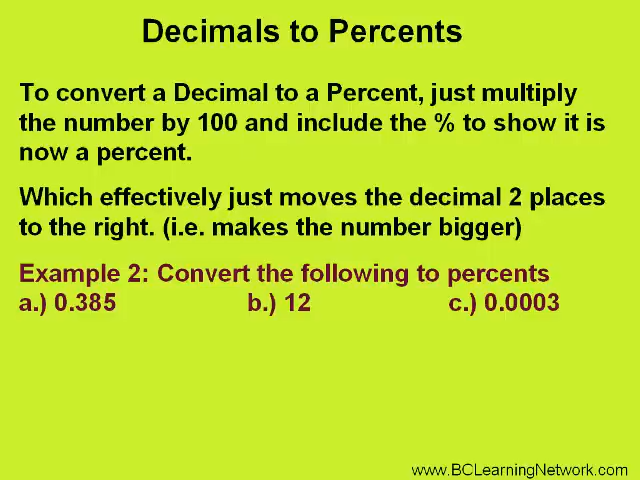 Decimals to Percents
To convert a Decimal to a Percent, just multiply
the number by 100 and include the % to show it is
now a percent.
Which effectively just moves the decimal 2 places
to the right. (i.e. makes the number bigger)
Example 2: Convert the following to percents
a.) 0.385 b.) 12 c.) 0.0003
www.BCLearningNetwork.com